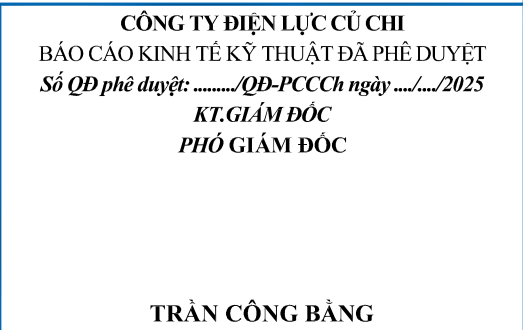 CÔNG TY ĐIỆN LỰC CỦ CHI
BÁO CÁO KINH TẾ KỸ THUẬT ĐÃ PHÊ DUYỆT
Số QĐ phê duyệt: ........./QĐ-PCCCh ngày ..../..../2025
KT.GIÁM ĐỐC
PHÓ GIÁM ĐỐC
TRẦN CÔNG BẰNG